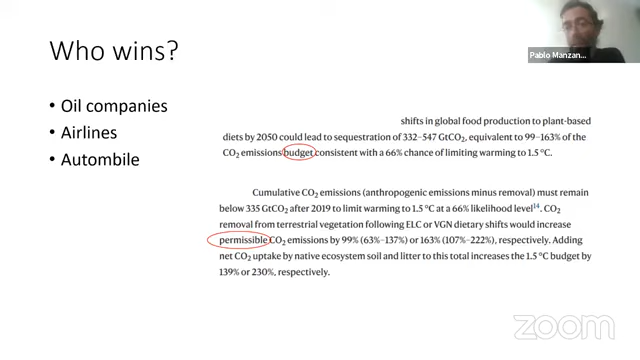 Who wins?
Pablo Manzan...
• Oil companies
• Airlines
• Autombile
shifts in global food production to plant-based
diets by 2050 could lead to sequestration of 332–547 GtCO2, equivalent to 99–163% of the
CO2 emissions budget consistent with a 66% chance of limiting warming to 1.5 °C.
Cumulative CO2 emissions (anthropogenic emissions minus removal) must remain
below 335 GtCO2 after 2019 to limit warming to 1.5 °C at a 66% likelihood level14. CO2
removal from terrestrial vegetation following ELC or VGN dietary shifts would increase
permissible CO2 emissions by 99% (63%–137%) or 163% (107%–222%), respectively. Adding
net CO2 uptake by native ecosystem soil and litter to this total increases the 1.5 °C budget by
139% or 230%, respectively.
zoom